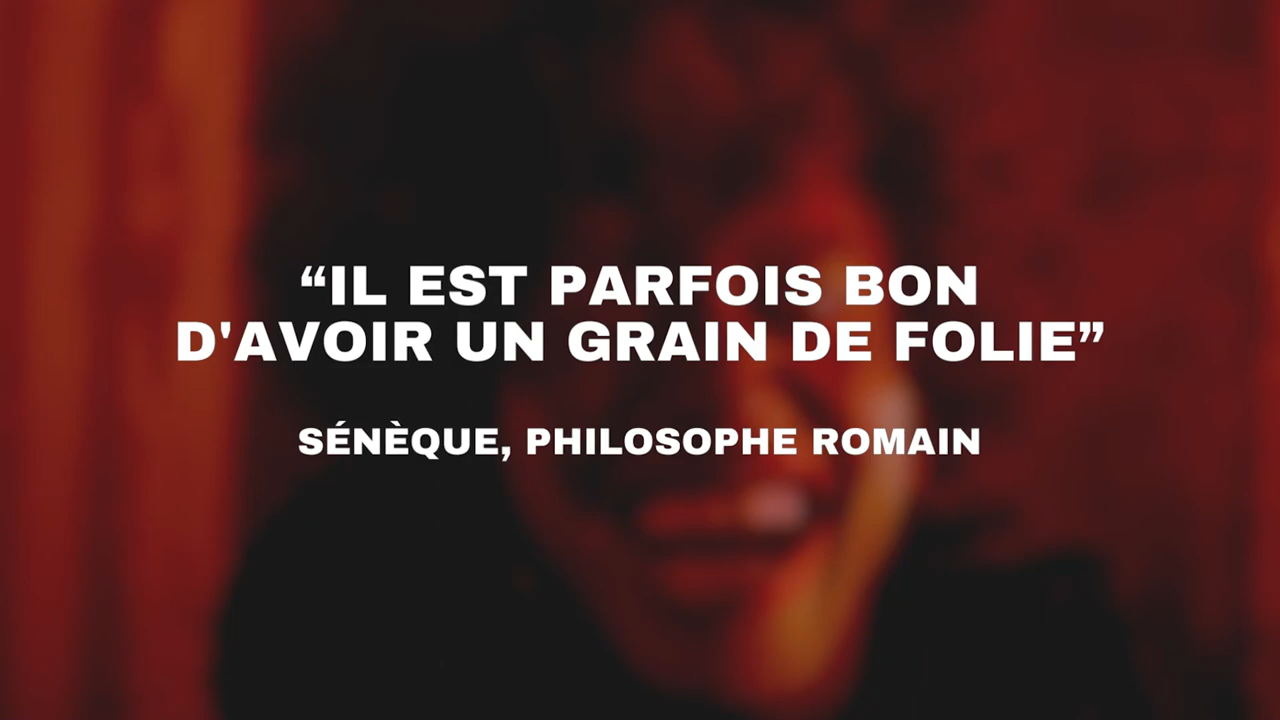 “IL EST PARFOIS BON
D'AVOIR UN GRAIN DE FOLIE”
SÉNÈQUE, PHILOSOPHE ROMAIN